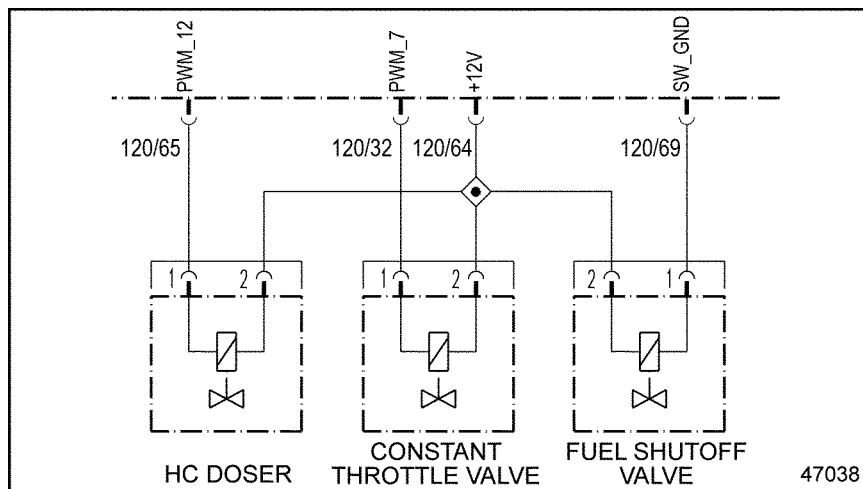 PWM_12
PWM_7
+12V
SW_GND
120/65
120/32
120/64
120/69
1
2
1
2
2
1
HC DOSER
CONSTANT
THROTTLE VALVE
FUEL SHUTOFF
VALVE
47038